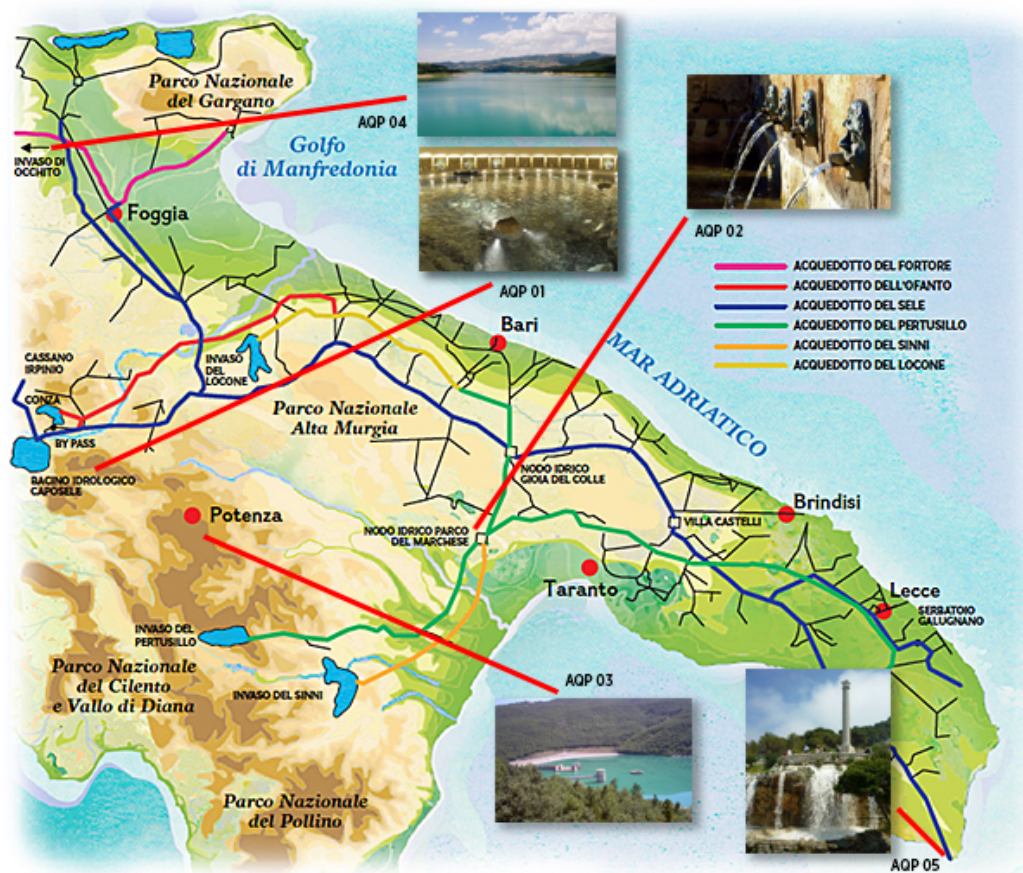 Parco Nazionale
del Gargano
AQP 04
Golfo
di Manfredonia
INVASO DI
OCCHITO
Foggia
AQP 02
AQP 01
ACQUEDOTTO DEL FORTORE
ACQUEDOTTO DELL'OFANTO
ACQUEDOTTO DEL SELE
ACQUEDOTTO DEL PERTUSILLO
ACQUEDOTTO DEL SINNI
ACQUEDOTTO DEL LOCONE
Bari
MAR ADRIATICO
CASSANO
IRPINIO
INVASO
DEL
LOCONE
CONZA
Parco Nazionale
Alta Murgia
BY PASS
BACINO IDROLOGICO
CAPOSELE
NODO IDRICO
GIOIA DEL COLLE
Potenza
NODO IDRICO PARCO
DEL MARCHESE
VILLA CASTELLI
Brindisi
Taranto
Lecce
SERBATOIO
GALUGNANO
INVASO DEL
PERTUSILLO
Parco Nazionale
del Cilento
e Vallo di Diana
INVASO DEL SINNI
AQP 03
Parco Nazionale
del Pollino
AQP 05